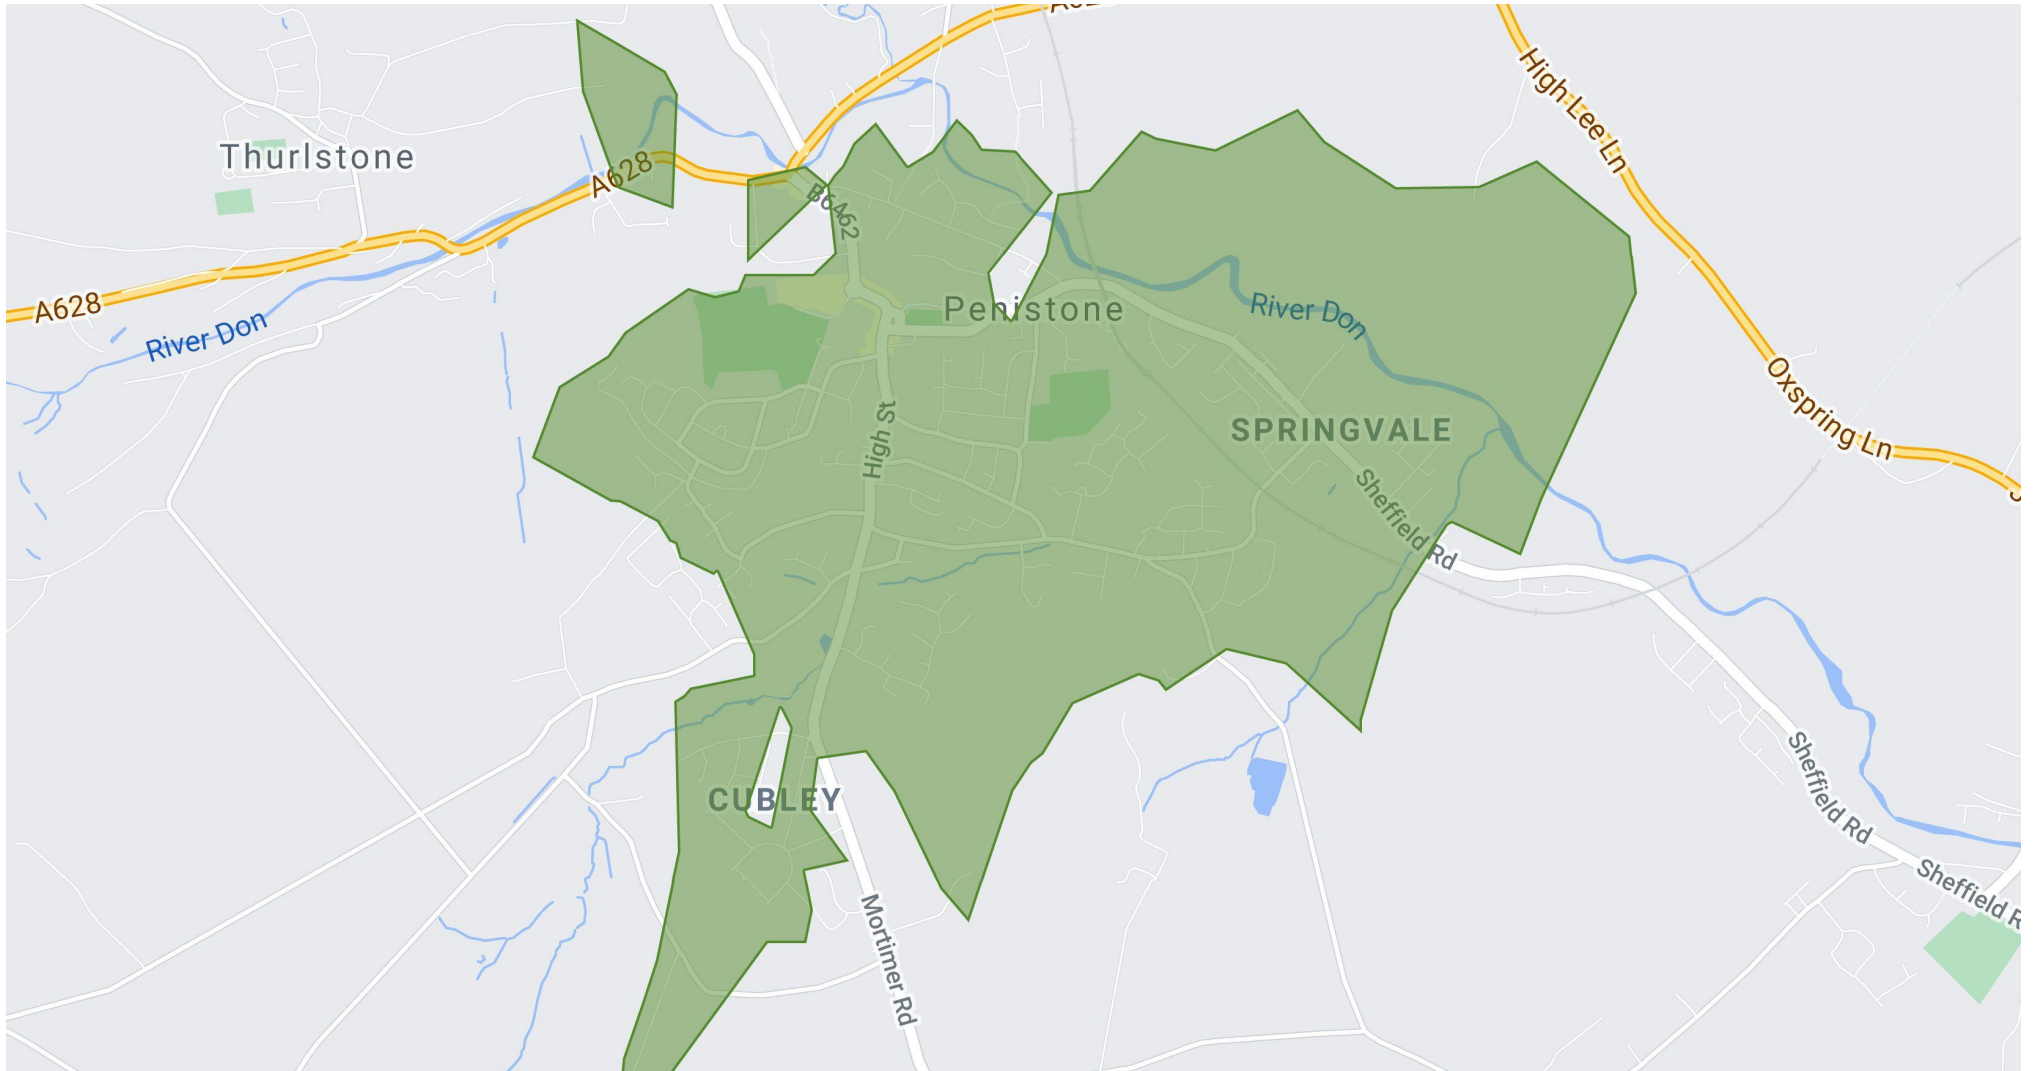 A62
High Lee Ln
Thurlstone
A628
B6462
A628
River Don
Penistone
River Don
Oxspring Ln
High St
SPRINGVALE
Sheffield Rd
CUBLEY
Sheffield Rd
Sheffield R
Mortimer Rd